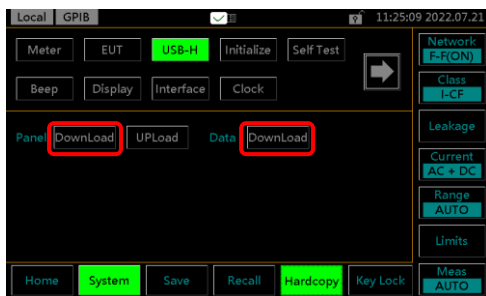 Local GPIB 11:25:09 2022.07.21
Meter EUT USB-H Initialize Self Test
Beep Display Interface Clock
Panel DownLoad UPLoad Data DownLoad
Network
F-F(ON)
Class
I-CF
Leakage
Current
AC + DC
Range
AUTO
Limits
Meas
AUTO
Home System Save Recall Hardcopy Key Lock